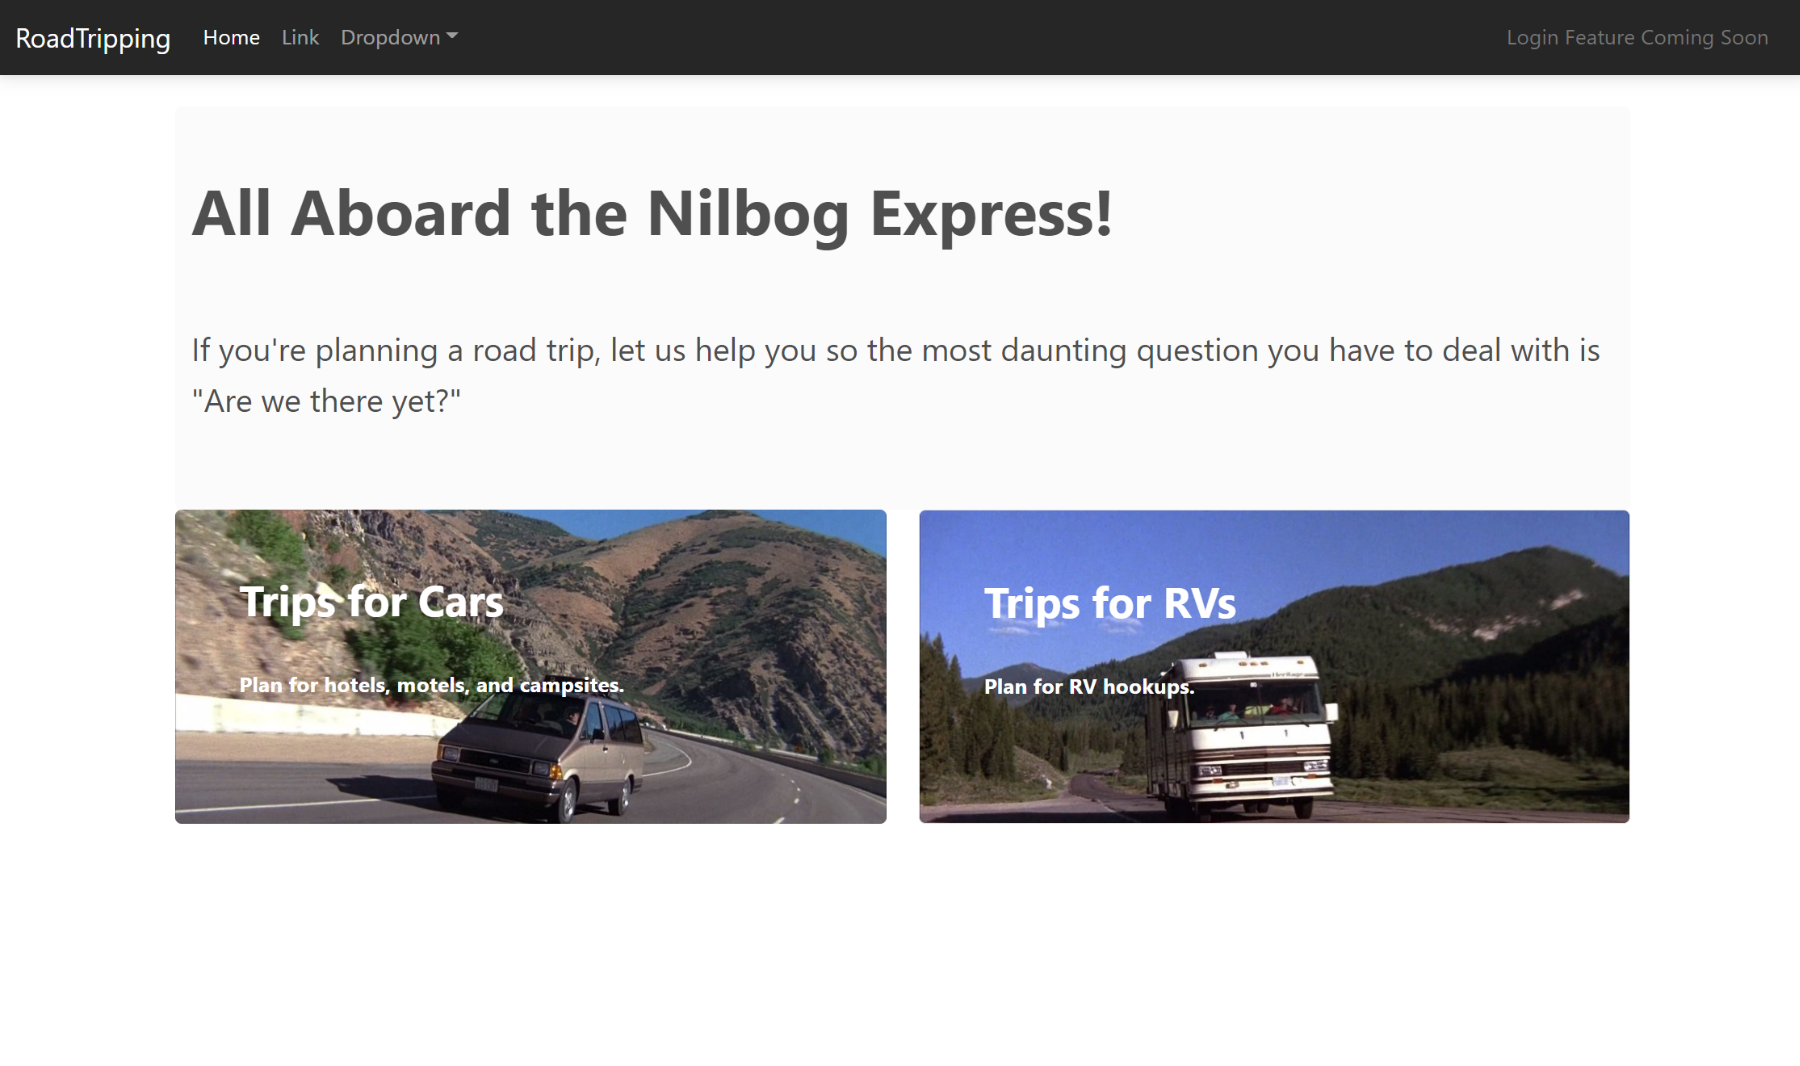 RoadTripping Home Link Dropdown Login Feature Coming Soon
All Aboard the Nilbog Express!
If you're planning a road trip, let us help you so the most daunting question you have to deal with is
"Are we there yet?"
Trips for Cars
Plan for hotels, motels, and campsites.
Trips for RVs
Plan for RV hookups.